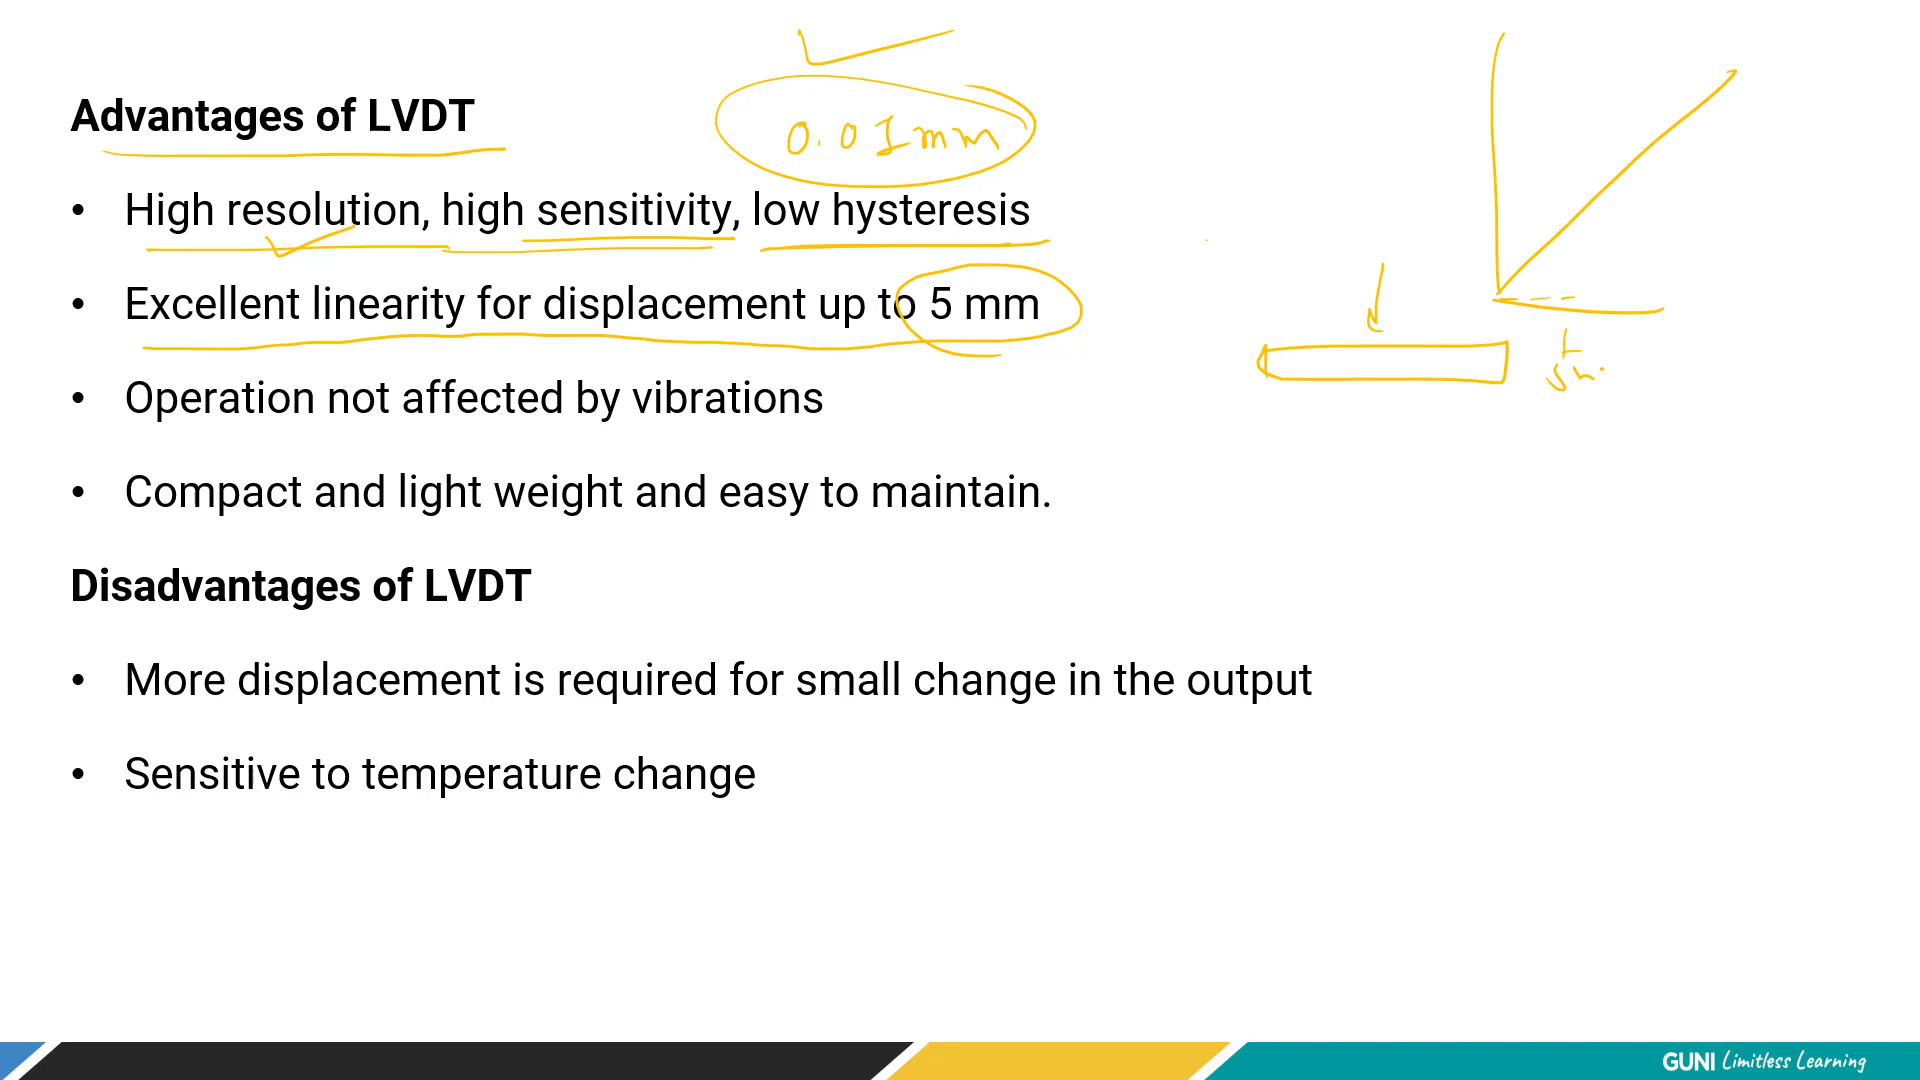 Advantages of LVDT
0.01mm
• High resolution, high sensitivity, low hysteresis
• Excellent linearity for displacement up to 5 mm
• Operation not affected by vibrations
• Compact and light weight and easy to maintain.
Disadvantages of LVDT
• More displacement is required for small change in the output
• Sensitive to temperature change
GUNI Limitless Learning